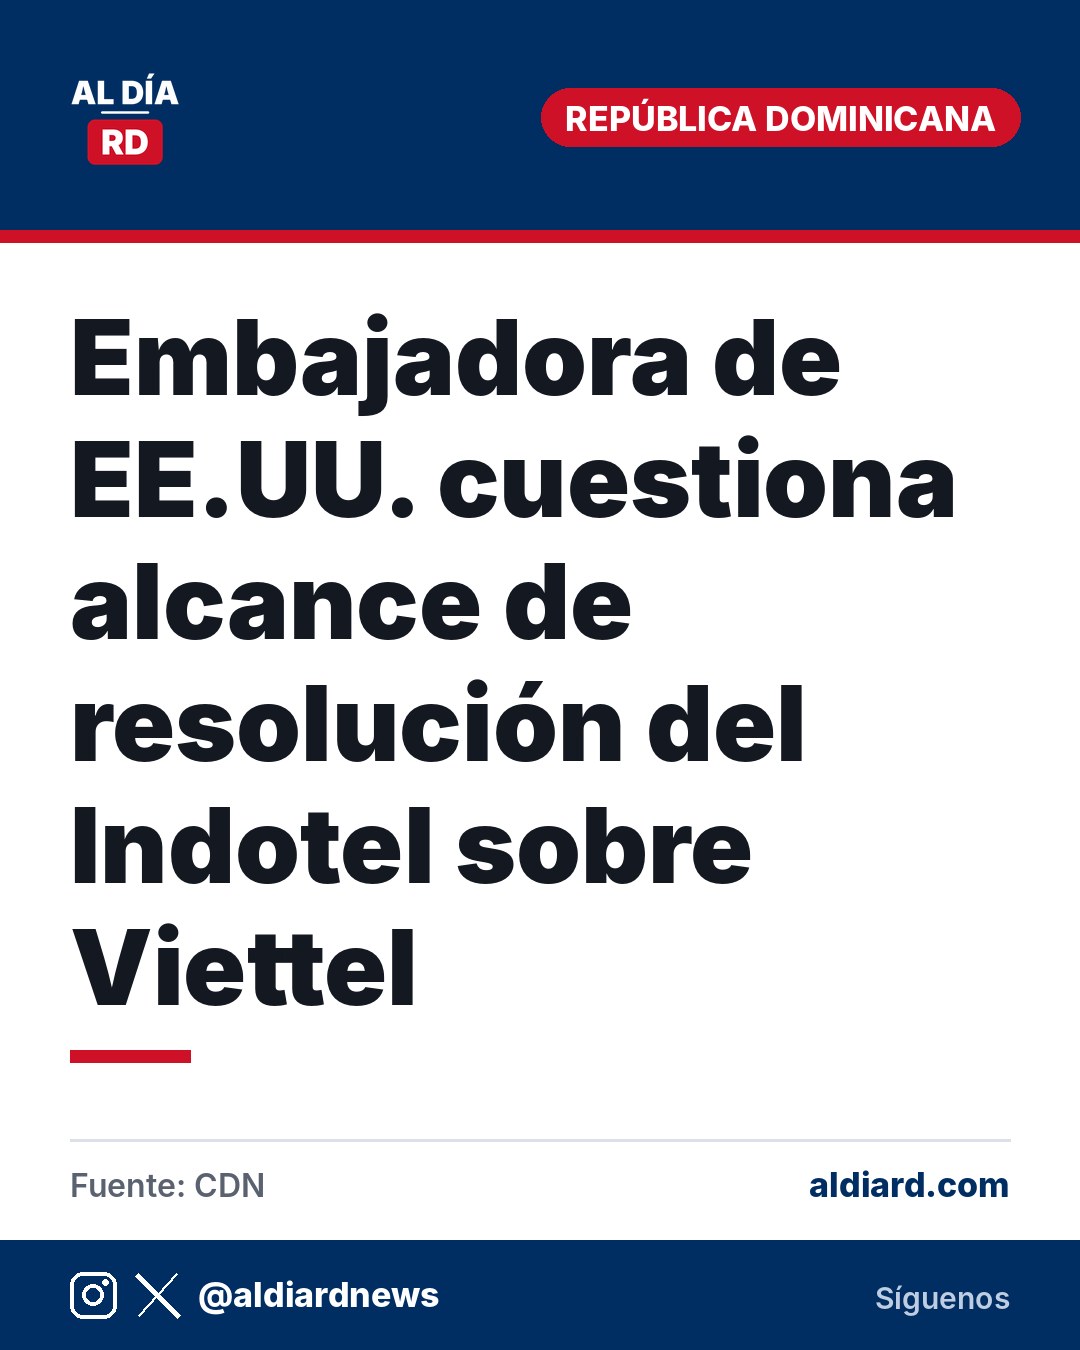 AL DÍA
RD
REPÚBLICA DOMINICANA
Embajadora de
EE.UU. cuestiona
alcance de
resolución del
Indotel sobre
Viettel
Fuente: CDN
aldiard.com
@aldiardnews
Síguenos